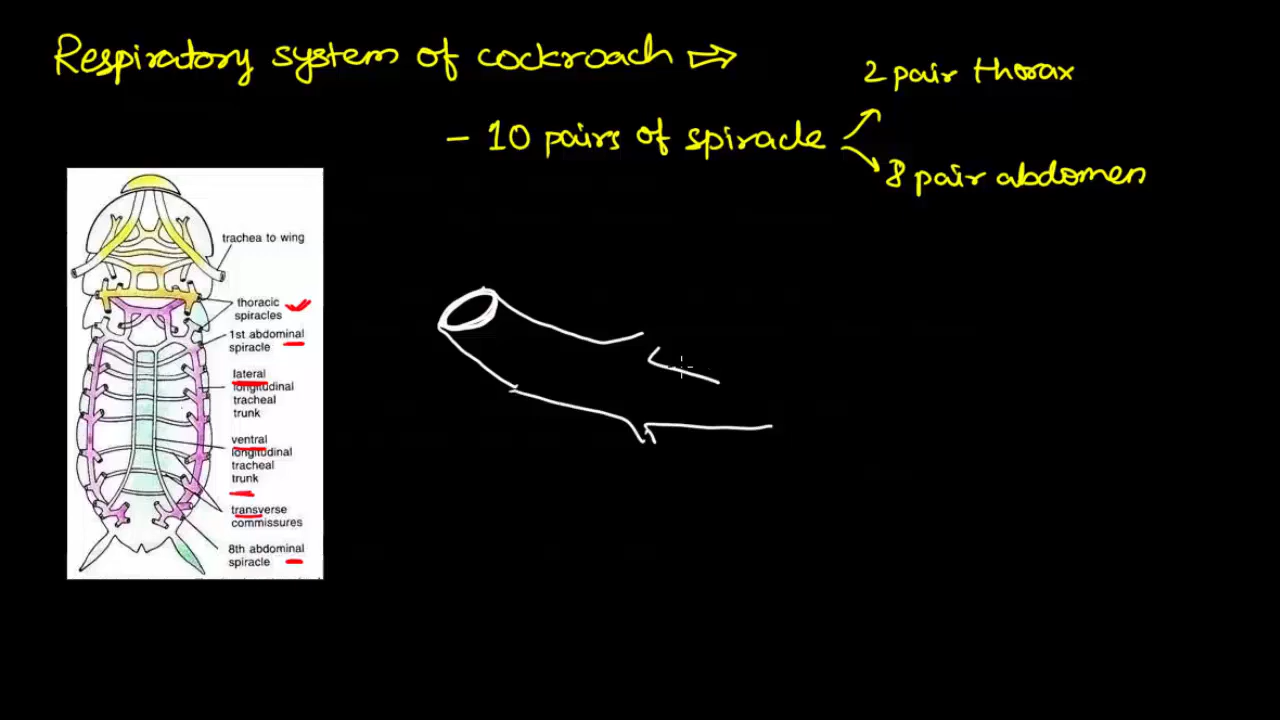 Respiratory system of cockroach ⇒
2 pair thorax
- 10 pairs of spiracle
8 pair abdomen
trachea to wing
thoracic
spiracles
1st abdominal
spiracle
lateral
longitudinal
tracheal
trunk
ventral
longitudinal
tracheal
trunk
transverse
commissures
8th abdominal
spiracle